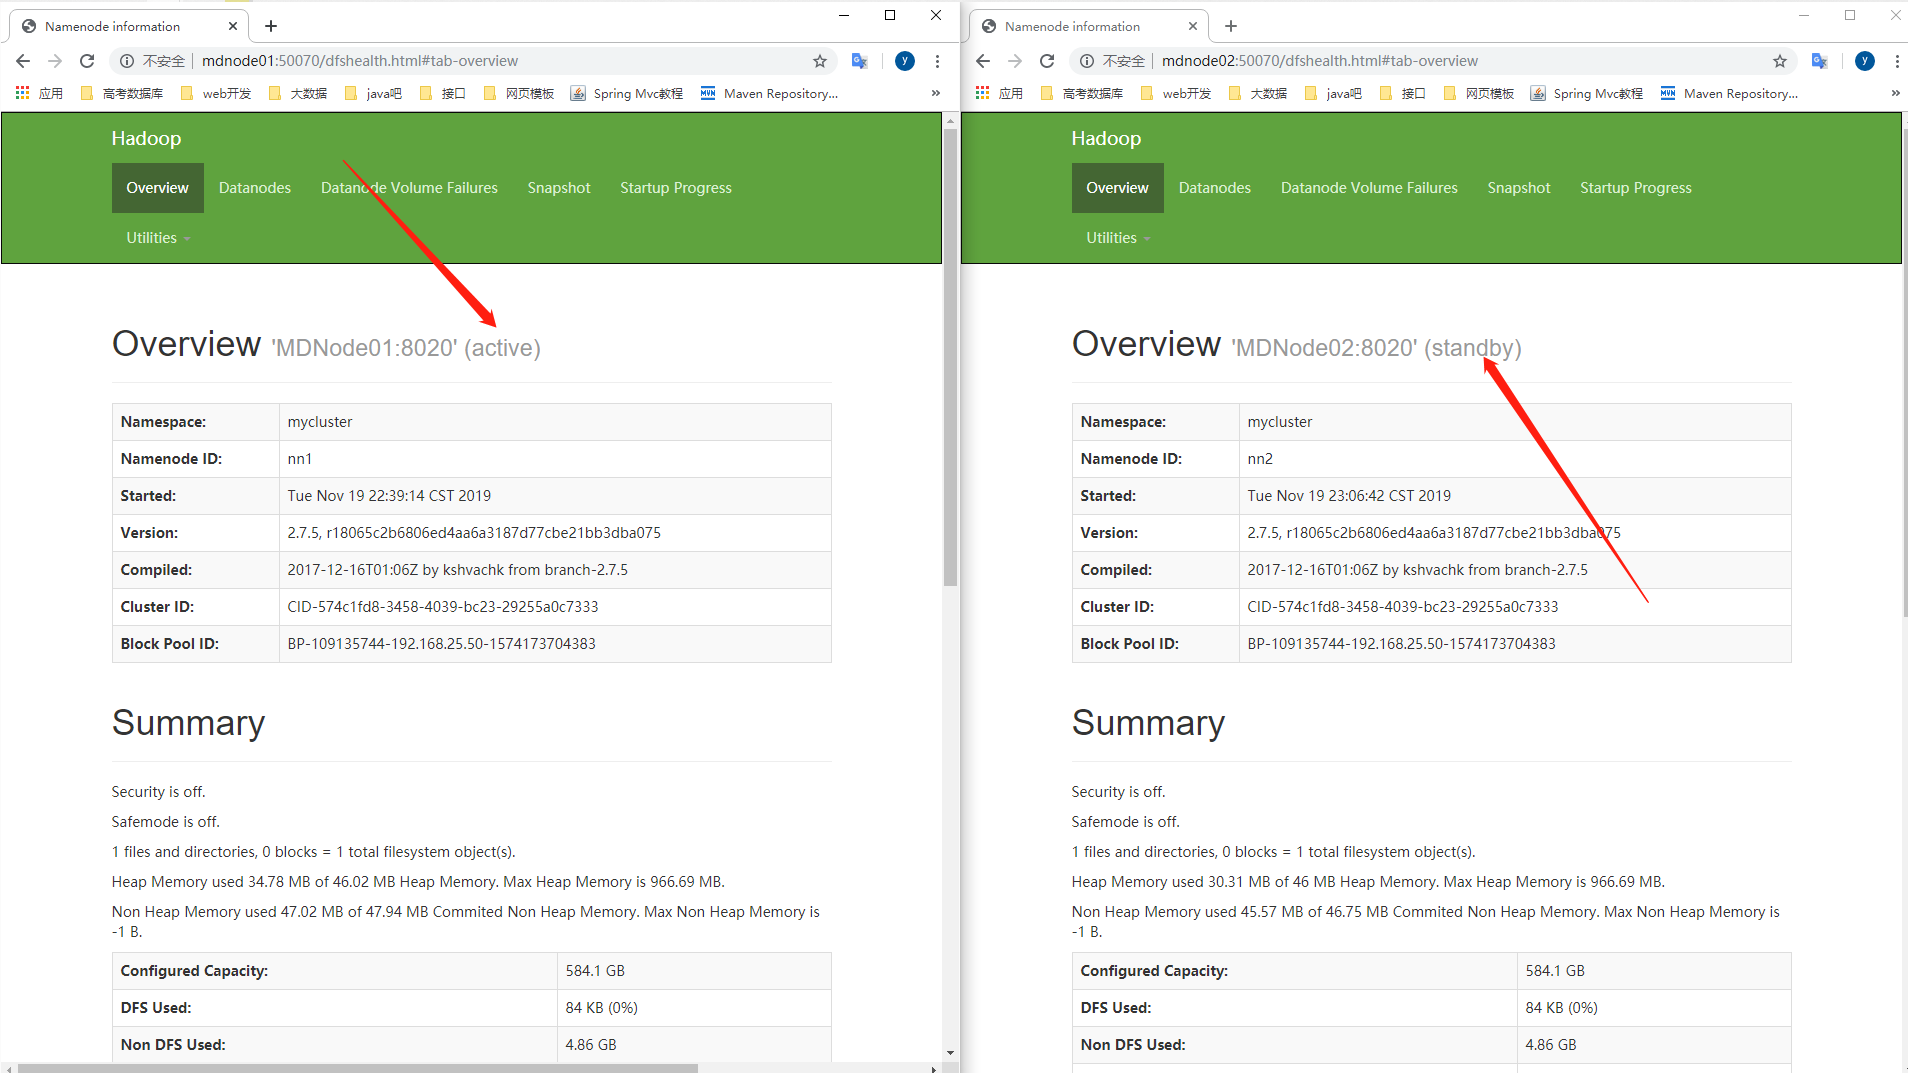 Namenode information
不安全 mdnode01:50070/dfshealth.html#tab-overview
y
应用 高考数据库 web开发 大数据 java吧 接口 网页模板 Spring Mvc教程 MVN Maven Repository... »
Hadoop
Overview Datanodes Datanode Volume Failures Snapshot Startup Progress
Utilities
Overview 'MDNode01:8020' (active)
Namespace: mycluster
Namenode ID: nn1
Started: Tue Nov 19 22:39:14 CST 2019
Version: 2.7.5, r18065c2b6806ed4aa6a3187d77cbe21bb3dba075
Compiled: 2017-12-16T01:06Z by kshvachk from branch-2.7.5
Cluster ID: CID-574c1fd8-3458-4039-bc23-29255a0c7333
Block Pool ID: BP-109135744-192.168.25.50-1574173704383
Summary
Security is off.
Safemode is off.
1 files and directories, 0 blocks = 1 total filesystem object(s).
Heap Memory used 34.78 MB of 46.02 MB Heap Memory. Max Heap Memory is 966.69 MB.
Non Heap Memory used 47.02 MB of 47.94 MB Commited Non Heap Memory. Max Non Heap Memory is
-1 B.
Configured Capacity: 584.1 GB
DFS Used: 84 KB (0%)
Non DFS Used: 4.86 GB
Namenode information
不安全 mdnode02:50070/dfshealth.html#tab-overview
y
应用 高考数据库 web开发 大数据 java吧 接口 网页模板 Spring Mvc教程 MVN Maven Repository... »
Hadoop
Overview Datanodes Datanode Volume Failures Snapshot Startup Progress
Utilities
Overview 'MDNode02:8020' (standby)
Namespace: mycluster
Namenode ID: nn2
Started: Tue Nov 19 23:06:42 CST 2019
Version: 2.7.5, r18065c2b6806ed4aa6a3187d77cbe21bb3dba075
Compiled: 2017-12-16T01:06Z by kshvachk from branch-2.7.5
Cluster ID: CID-574c1fd8-3458-4039-bc23-29255a0c7333
Block Pool ID: BP-109135744-192.168.25.50-1574173704383
Summary
Security is off.
Safemode is off.
1 files and directories, 0 blocks = 1 total filesystem object(s).
Heap Memory used 30.31 MB of 46 MB Heap Memory. Max Heap Memory is 966.69 MB.
Non Heap Memory used 45.57 MB of 46.75 MB Commited Non Heap Memory. Max Non Heap Memory is
-1 B.
Configured Capacity: 584.1 GB
DFS Used: 84 KB (0%)
Non DFS Used: 4.86 GB